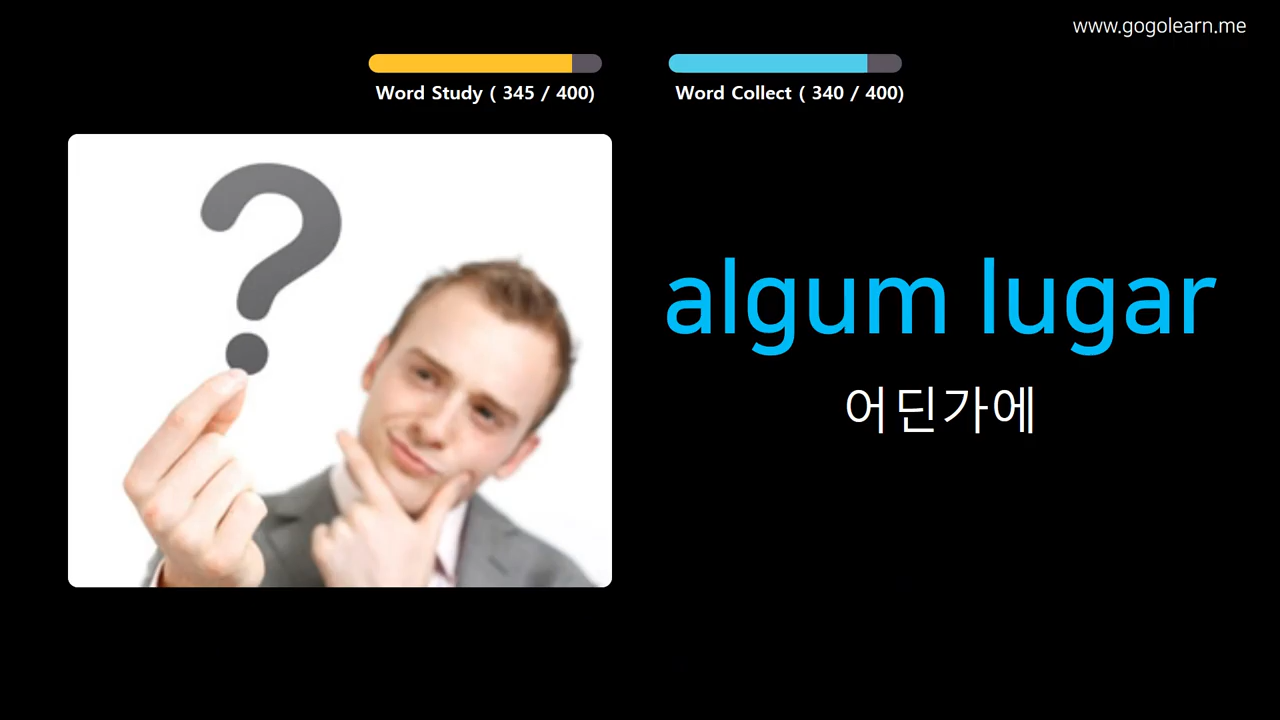 www.gogolearn.me
Word Study ( 345 / 400)
Word Collect ( 340 / 400)
?
algum lugar
어딘가에